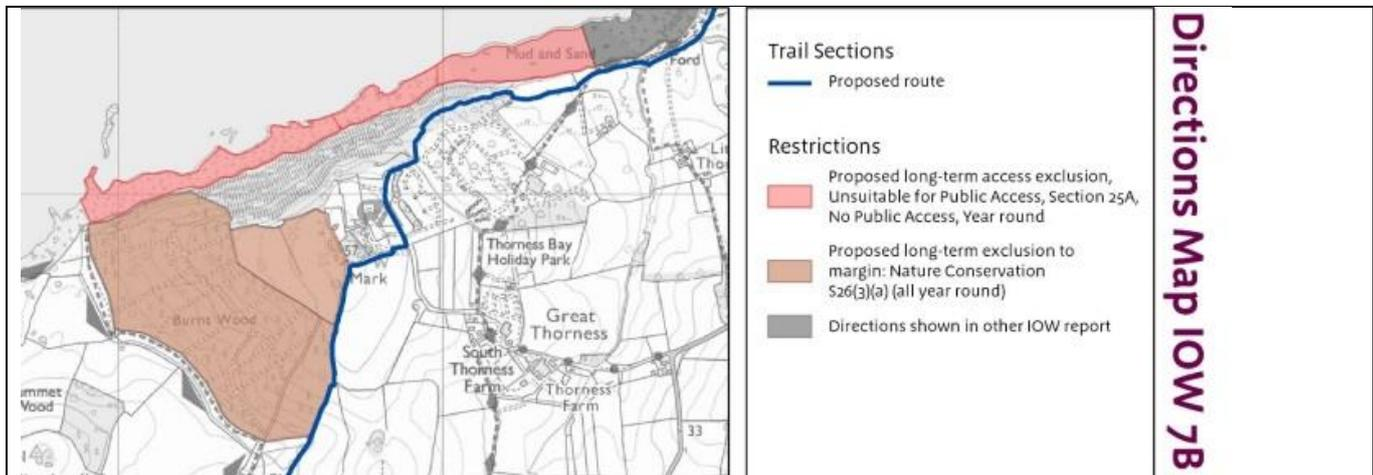 Mud and Sand
Ford
Thorness Bay
Holiday Park
Mark
67
Burns Wood
Great
Thorness
South
Thorness
Farm
Thorness
Farm
Wood
33
Trail Sections
Proposed route
Restrictions
Proposed long-term access exclusion,
Unsuitable for Public Access, Section 25A,
No Public Access, Year round
Proposed long-term exclusion to
margin: Nature Conservation
S26(3)(a) (all year round)
Directions shown in other IOW report
Directions Map IOW 7B